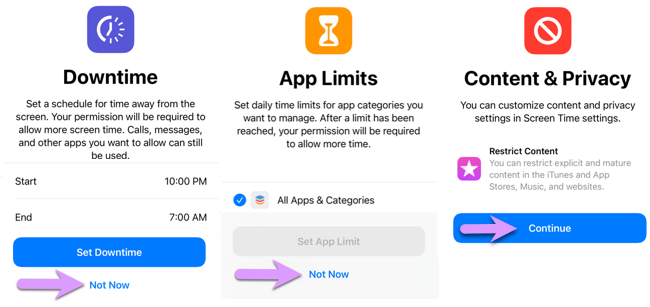 Downtime
Set a schedule for time away from the
screen. Your permission will be required to
allow more screen time. Calls, messages,
and other apps you want to allow can still
be used.
Start 10:00 PM
End 7:00 AM
Set Downtime
Not Now
App Limits
Set daily time limits for app categories you
want to manage. After a limit has been
reached, your permission will be required
to allow more time.
All Apps & Categories
Set App Limit
Not Now
Content & Privacy
You can customize content and privacy
settings in Screen Time settings.
Restrict Content
You can restrict explicit and mature
content in the iTunes and App
Stores, Music, and websites.
Continue